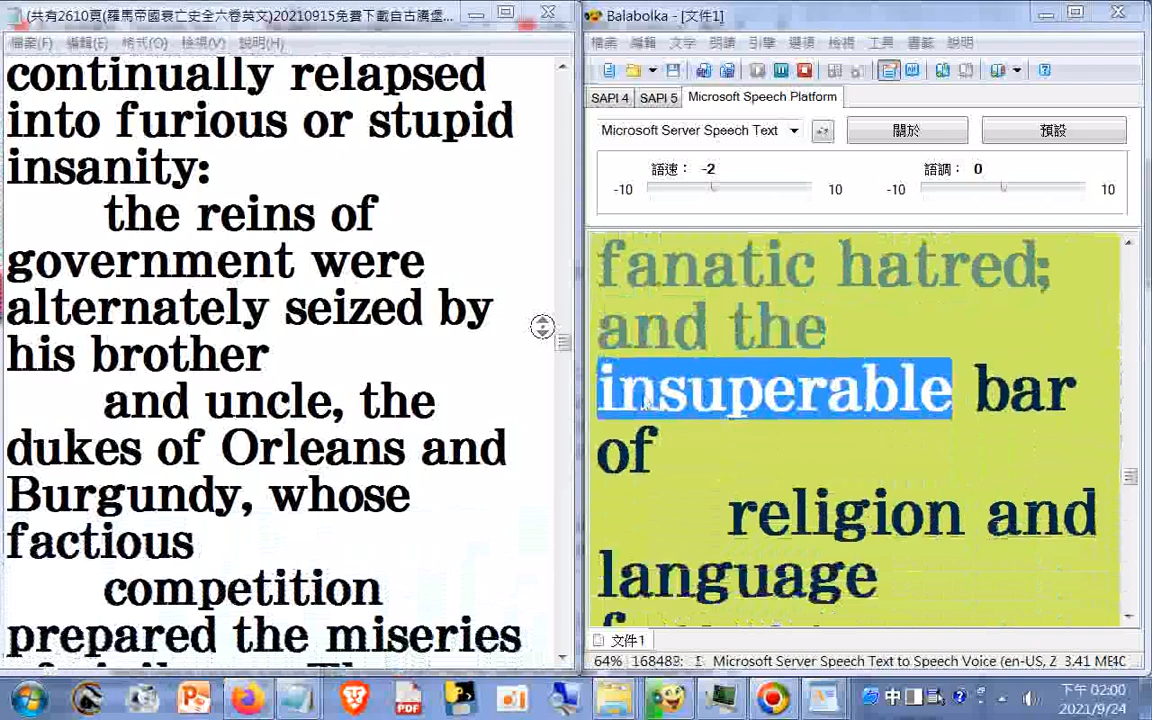 (共有2610頁(羅馬帝國衰亡史全六卷英文)20210915免費下載自古騰堡...
檔案(F) 編輯(E) 格式(O) 檢視(V) 說明(H)
continually relapsed
into furious or stupid
insanity:
the reins of
government were
alternately seized by
his brother
and uncle, the
dukes of Orleans and
Burgundy, whose
factious
competition
prepared the miseries
Balabolka - [文件1]
檔案 編輯 文字 朗讀 引擎 選項 檢視 工具 書籤 說明
SAPI 4 SAPI 5 Microsoft Speech Platform
Microsoft Server Speech Text 關於 預設
語速: -2 語調: 0
-10 10 -10 10
fanatic hatred;
and the
insuperable bar
of
religion and
language
文件1
64% 168483: Microsoft Server Speech Text to Speech Voice (en-US, Z 3.41 ME
中 下午 02:00
2021/9/24